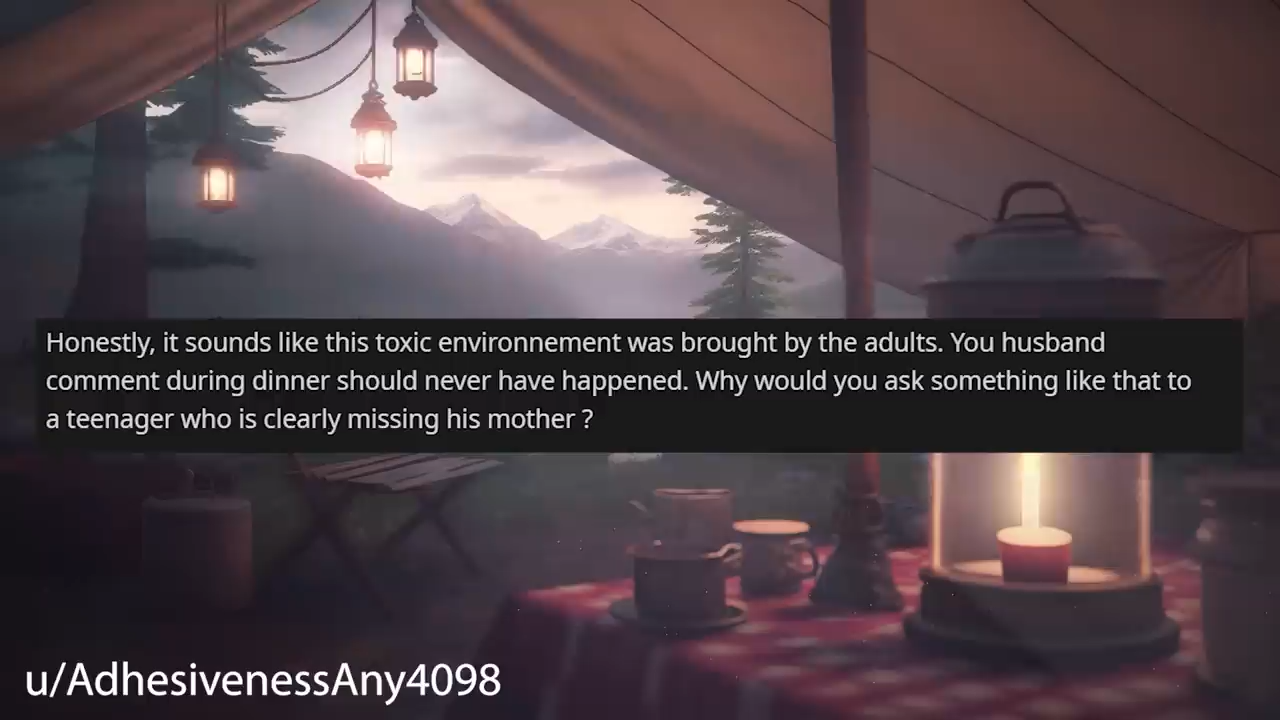 Honestly, it sounds like this toxic environnement was brought by the adults. You husband
comment during dinner should never have happened. Why would you ask something like that to
a teenager who is clearly missing his mother ?
u/AdhesivenessAny4098